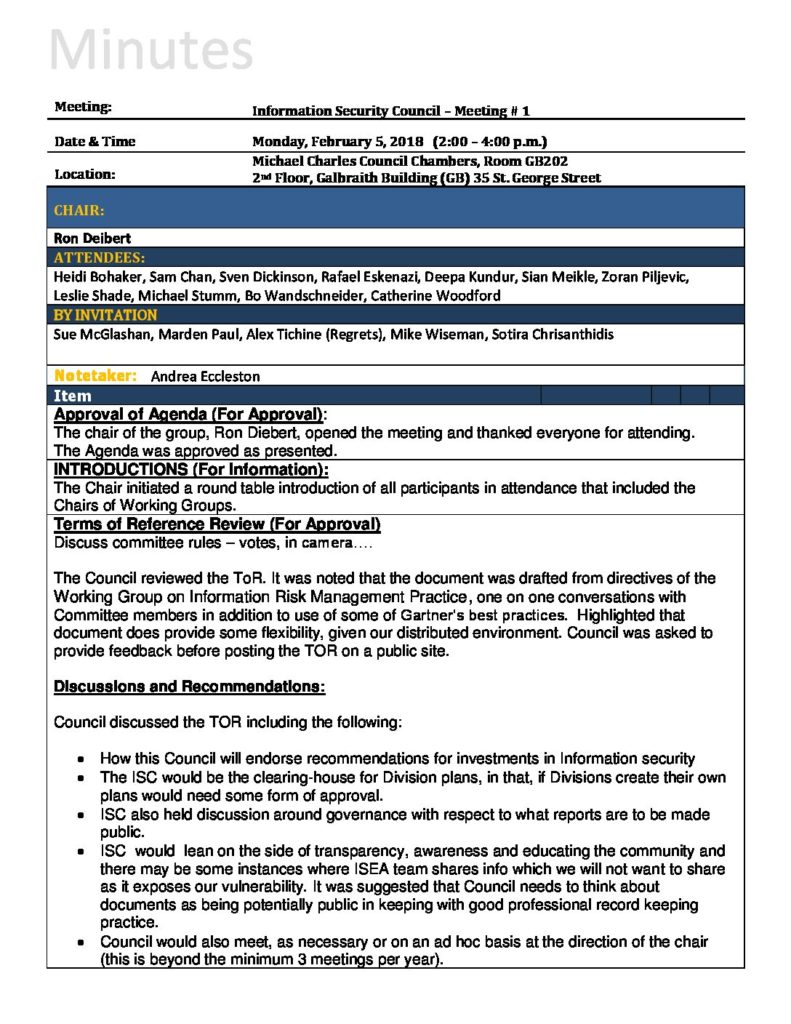 Minutes
Meeting: Information Security Council – Meeting # 1
Date & Time Monday, February 5, 2018 (2:00 – 4:00 p.m.)
Location: Michael Charles Council Chambers, Room GB202
2nd Floor, Galbraith Building (GB) 35 St. George Street
CHAIR:
Ron Deibert
ATTENDEES:
Heidi Bohaker, Sam Chan, Sven Dickinson, Rafael Eskenazi, Deepa Kundur, Sian Meikle, Zoran Piljevic,
Leslie Shade, Michael Stumm, Bo Wandschneider, Catherine Woodford
BY INVITATION
Sue McGlashan, Marden Paul, Alex Tichine (Regrets), Mike Wiseman, Sotira Chrisanthidis
Notetaker: Andrea Eccleston
Item
Approval of Agenda (For Approval):
The chair of the group, Ron Diebert, opened the meeting and thanked everyone for attending.
The Agenda was approved as presented.
INTRODUCTIONS (For Information):
The Chair initiated a round table introduction of all participants in attendance that included the
Chairs of Working Groups.
Terms of Reference Review (For Approval)
Discuss committee rules – votes, in camera….
The Council reviewed the ToR. It was noted that the document was drafted from directives of the
Working Group on Information Risk Management Practice, one on one conversations with
Committee members in addition to use of some of Gartner's best practices. Highlighted that
document does provide some flexibility, given our distributed environment. Council was asked to
provide feedback before posting the TOR on a public site.
Discussions and Recommendations:
Council discussed the TOR including the following:
• How this Council will endorse recommendations for investments in Information security
• The ISC would be the clearing-house for Division plans, in that, if Divisions create their own
plans would need some form of approval.
• ISC also held discussion around governance with respect to what reports are to be made
public.
• ISC would lean on the side of transparency, awareness and educating the community and
there may be some instances where ISEA team shares info which we will not want to share
as it exposes our vulnerability. It was suggested that Council needs to think about
documents as being potentially public in keeping with good professional record keeping
practice.
• Council would also meet, as necessary or on an ad hoc basis at the direction of the chair
(this is beyond the minimum 3 meetings per year).